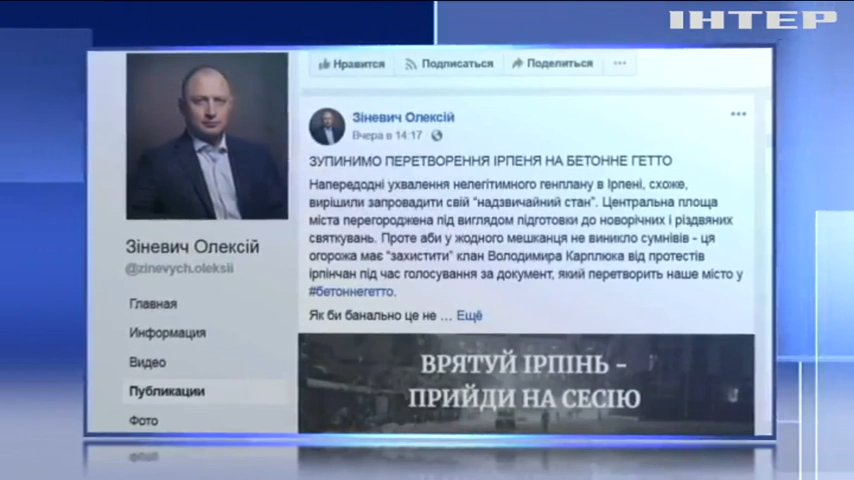 ІНТЕР
Нравится
Подписаться
Поделиться
Зіневич Олексій
Вчера в 14:17
ЗУПИНИМО ПЕРЕТВОРЕННЯ ІРПЕНЯ НА БЕТОННЕ ГЕТТО
Напередодні ухвалення нелегітимного генплану в Ірпені, схоже,
вирішили запровадити свій "надзвичайний стан". Центральна площа
міста перегороджена під виглядом підготовки до новорічних і різдвяних
святкувань. Проте аби у жодного мешканця не виникло сумнівів - ця
огорожа має "захистити" клан Володимира Карплюка від протестів
ірпінчан під час голосування за документ, який перетворить наше місто у
#бетоннегетто.
Як би банально це не ... Ещё
ВРЯТУЙ ІРПІНЬ -
ПРИЙДИ НА СЕСІЮ
Зіневич Олексій
@zinevych.oleksii
Главная
Информация
Видео
Публикации
Фото